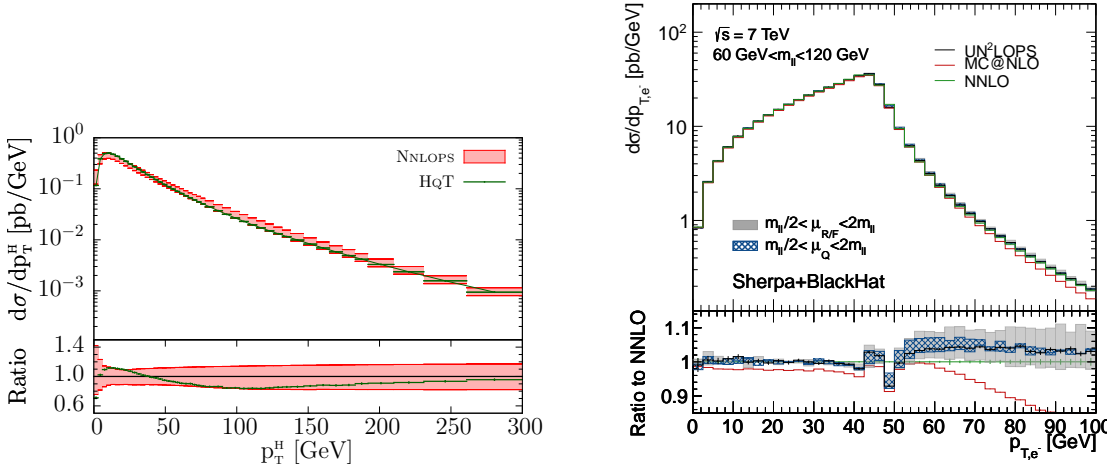 10⁰
10⁻¹
10⁻²
10⁻³
dσ/dp_T^H [pb/GeV]
NNLOPS
HQT
1.4
1.0
0.6
Ratio
0 50 100 150 200 250 300
p_T^H [GeV]
√s = 7 TeV
60 GeV<m_ll<120 GeV
UN²LOPS
MC@NLO
NNLO
dσ/dp_T,e⁻ [pb/GeV]
10²
10
1
m_ll/2< μ_R/F <2m_ll
m_ll/2< μ_Q <2m_ll
Sherpa+BlackHat
Ratio to NNLO
1.1
1
0.9
0 10 20 30 40 50 60 70 80 90 100
p_T,e⁻ [GeV]